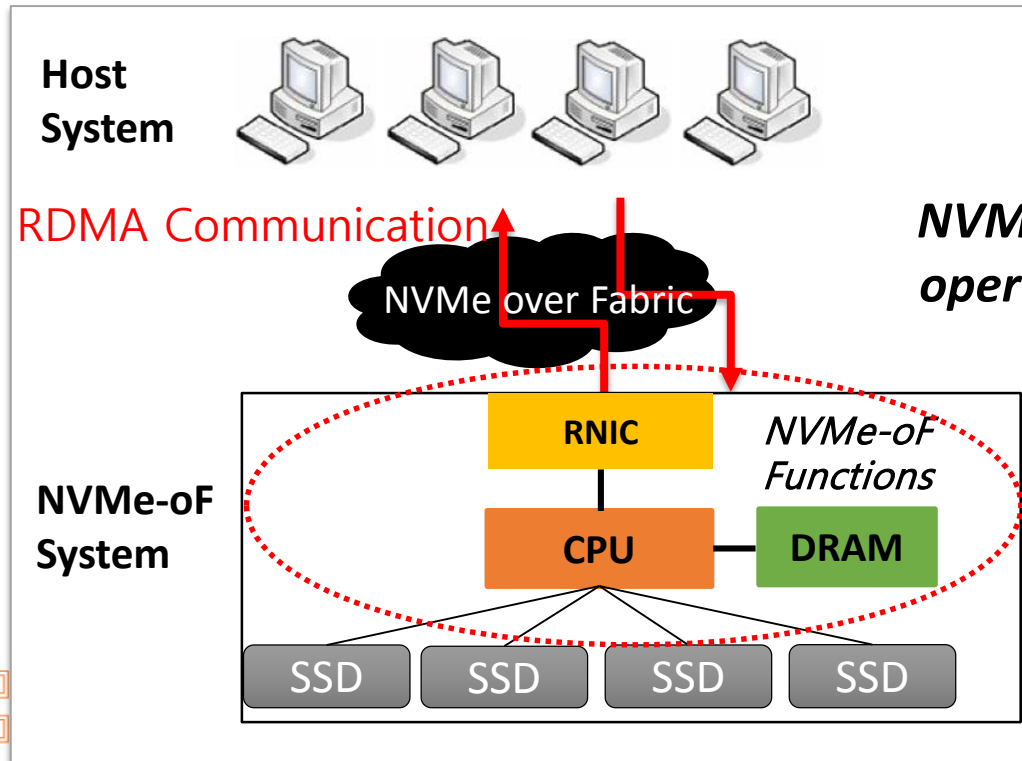 Host
System
RDMA Communication
NVMe over Fabric
RNIC
NVMe-oF
Functions
NVMe-oF
System
CPU
DRAM
SSD
SSD
SSD
SSD